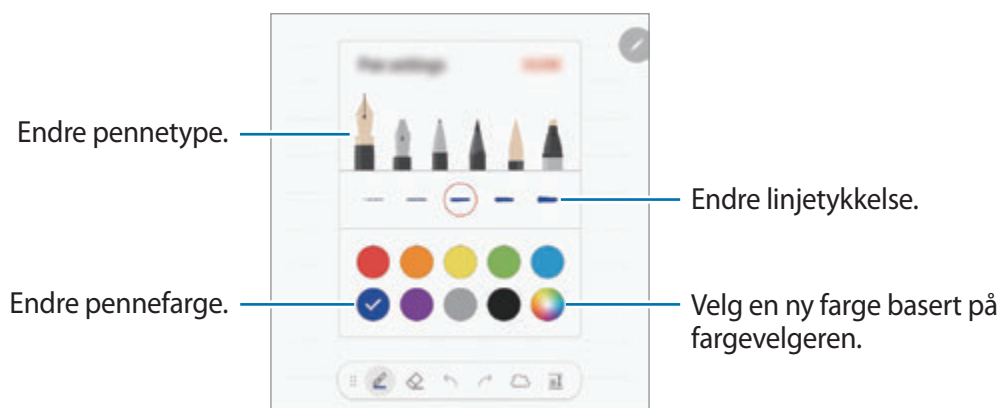 Endre pennetype.
Endre linjetykkelse.
Endre pennefarge.
Velg en ny farge basert på
fargevelgeren.